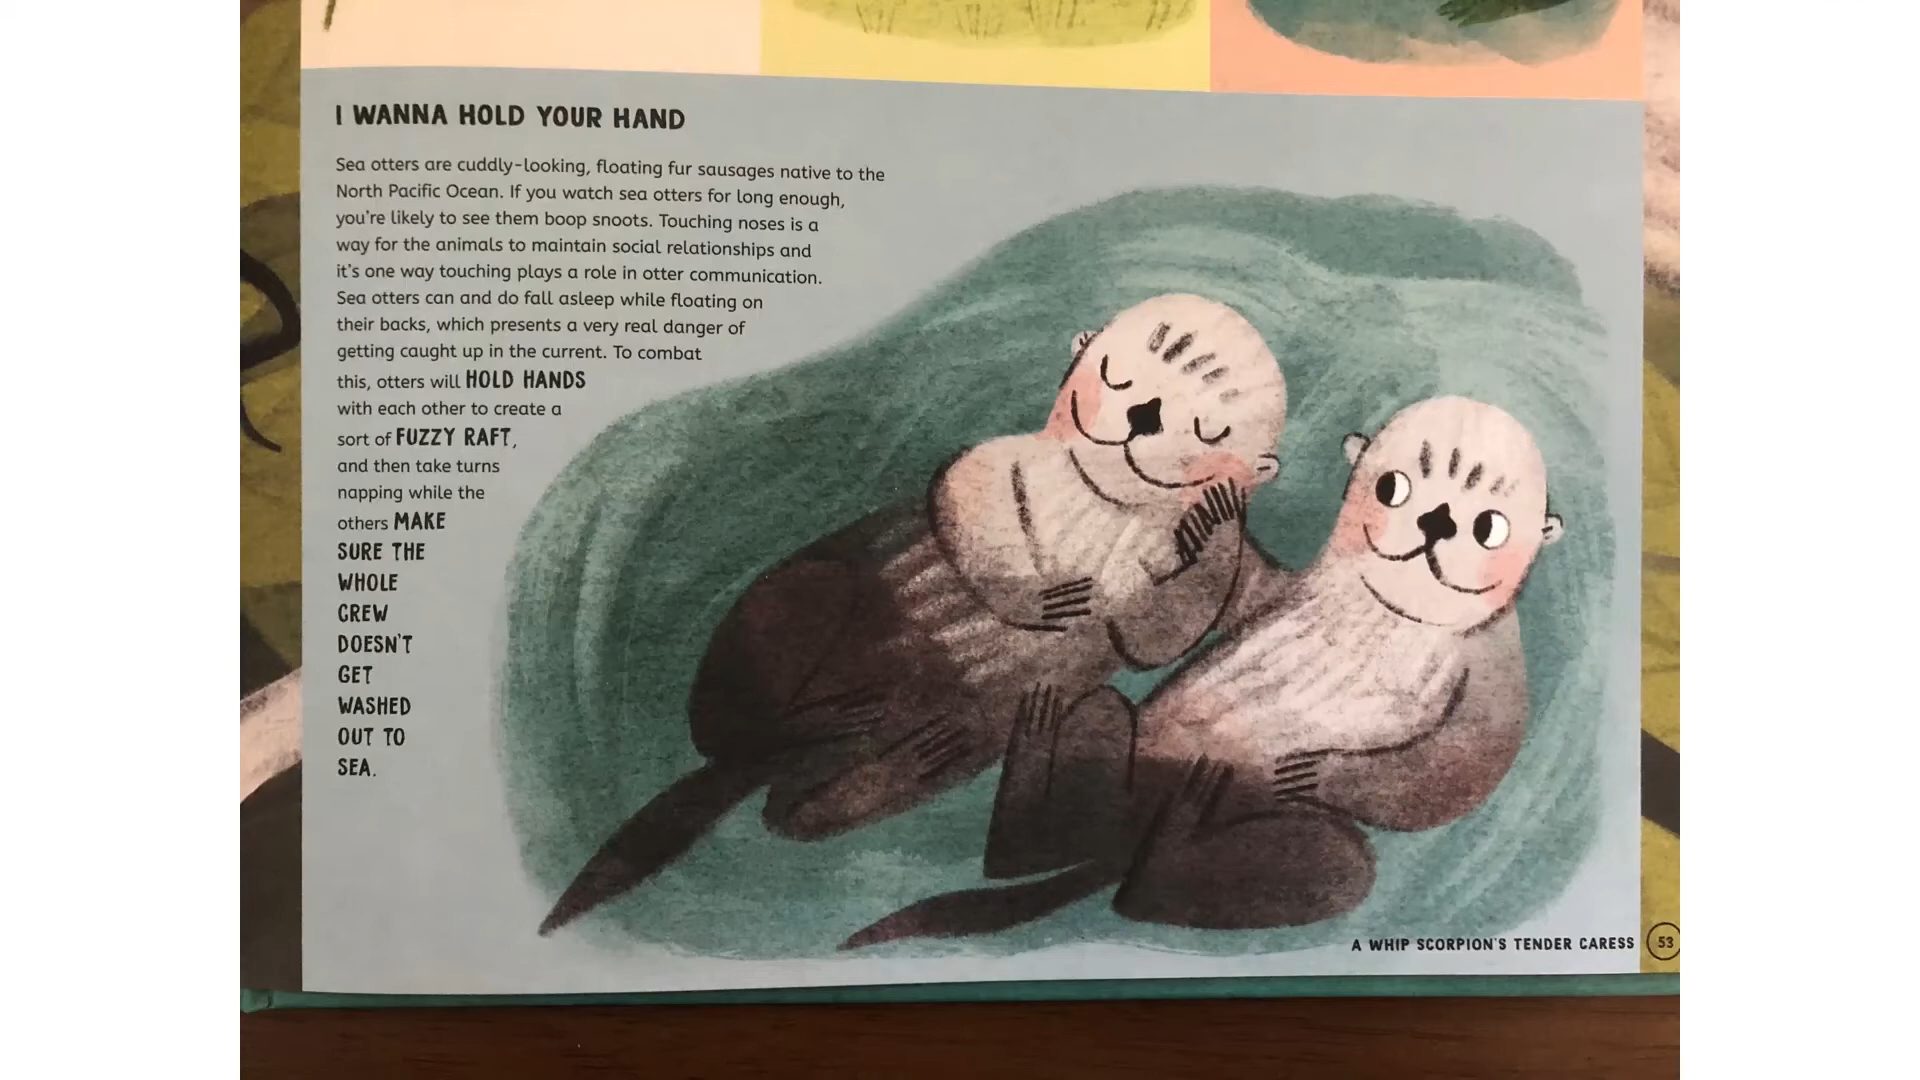 I WANNA HOLD YOUR HAND
Sea otters are cuddly-looking, floating fur sausages native to the
North Pacific Ocean. If you watch sea otters for long enough,
you're likely to see them boop snoots. Touching noses is a
way for the animals to maintain social relationships and
it's one way touching plays a role in otter communication.
Sea otters can and do fall asleep while floating on
their backs, which presents a very real danger of
getting caught up in the current. To combat
this, otters will HOLD HANDS
with each other to create a
sort of FUZZY RAFT,
and then take turns
napping while the
others MAKE
SURE THE
WHOLE
CREW
DOESN'T
GET
WASHED
OUT TO
SEA.
A WHIP SCORPION'S TENDER CARESS 53